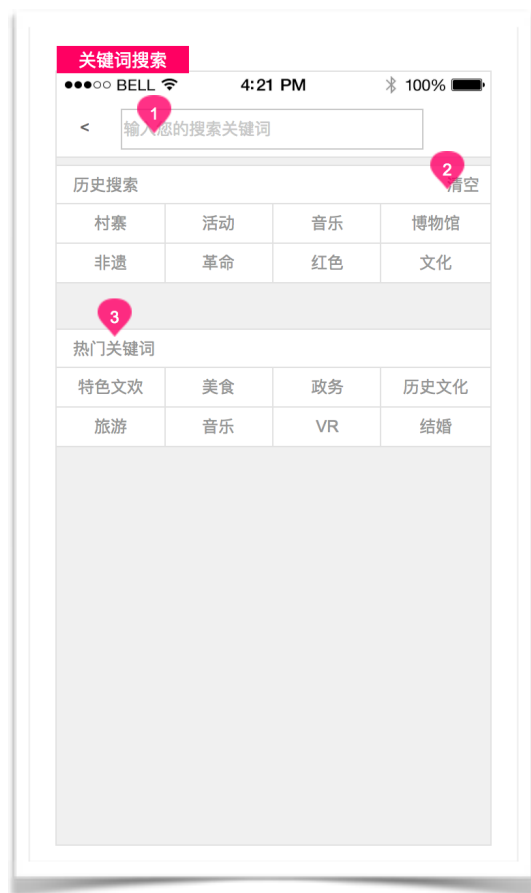 关键词搜索
BELL 4:21 PM 100%
1
< 输入您的搜索关键词
2
历史搜索 清空
村寨 活动 音乐 博物馆
非遗 革命 红色 文化
3
热门关键词
特色文欢 美食 政务 历史文化
旅游 音乐 VR 结婚